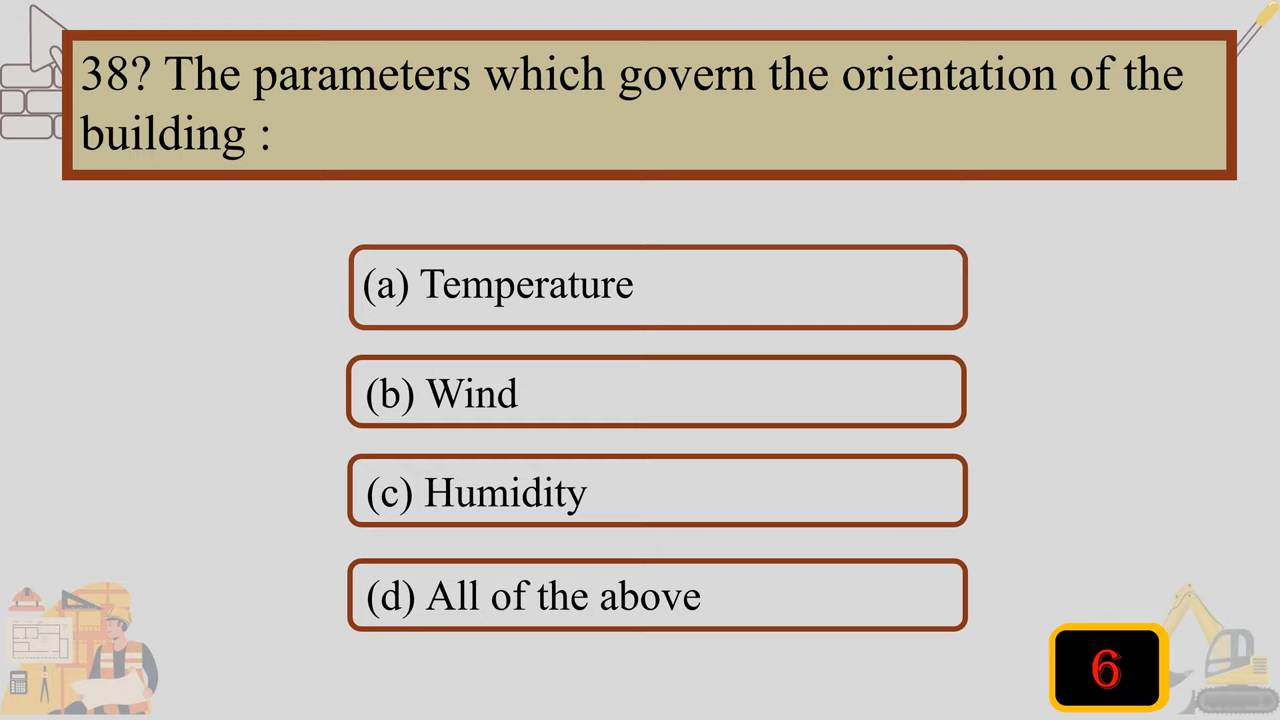 38? The parameters which govern the orientation of the
building :
(a) Temperature
(b) Wind
(c) Humidity
(d) All of the above
6